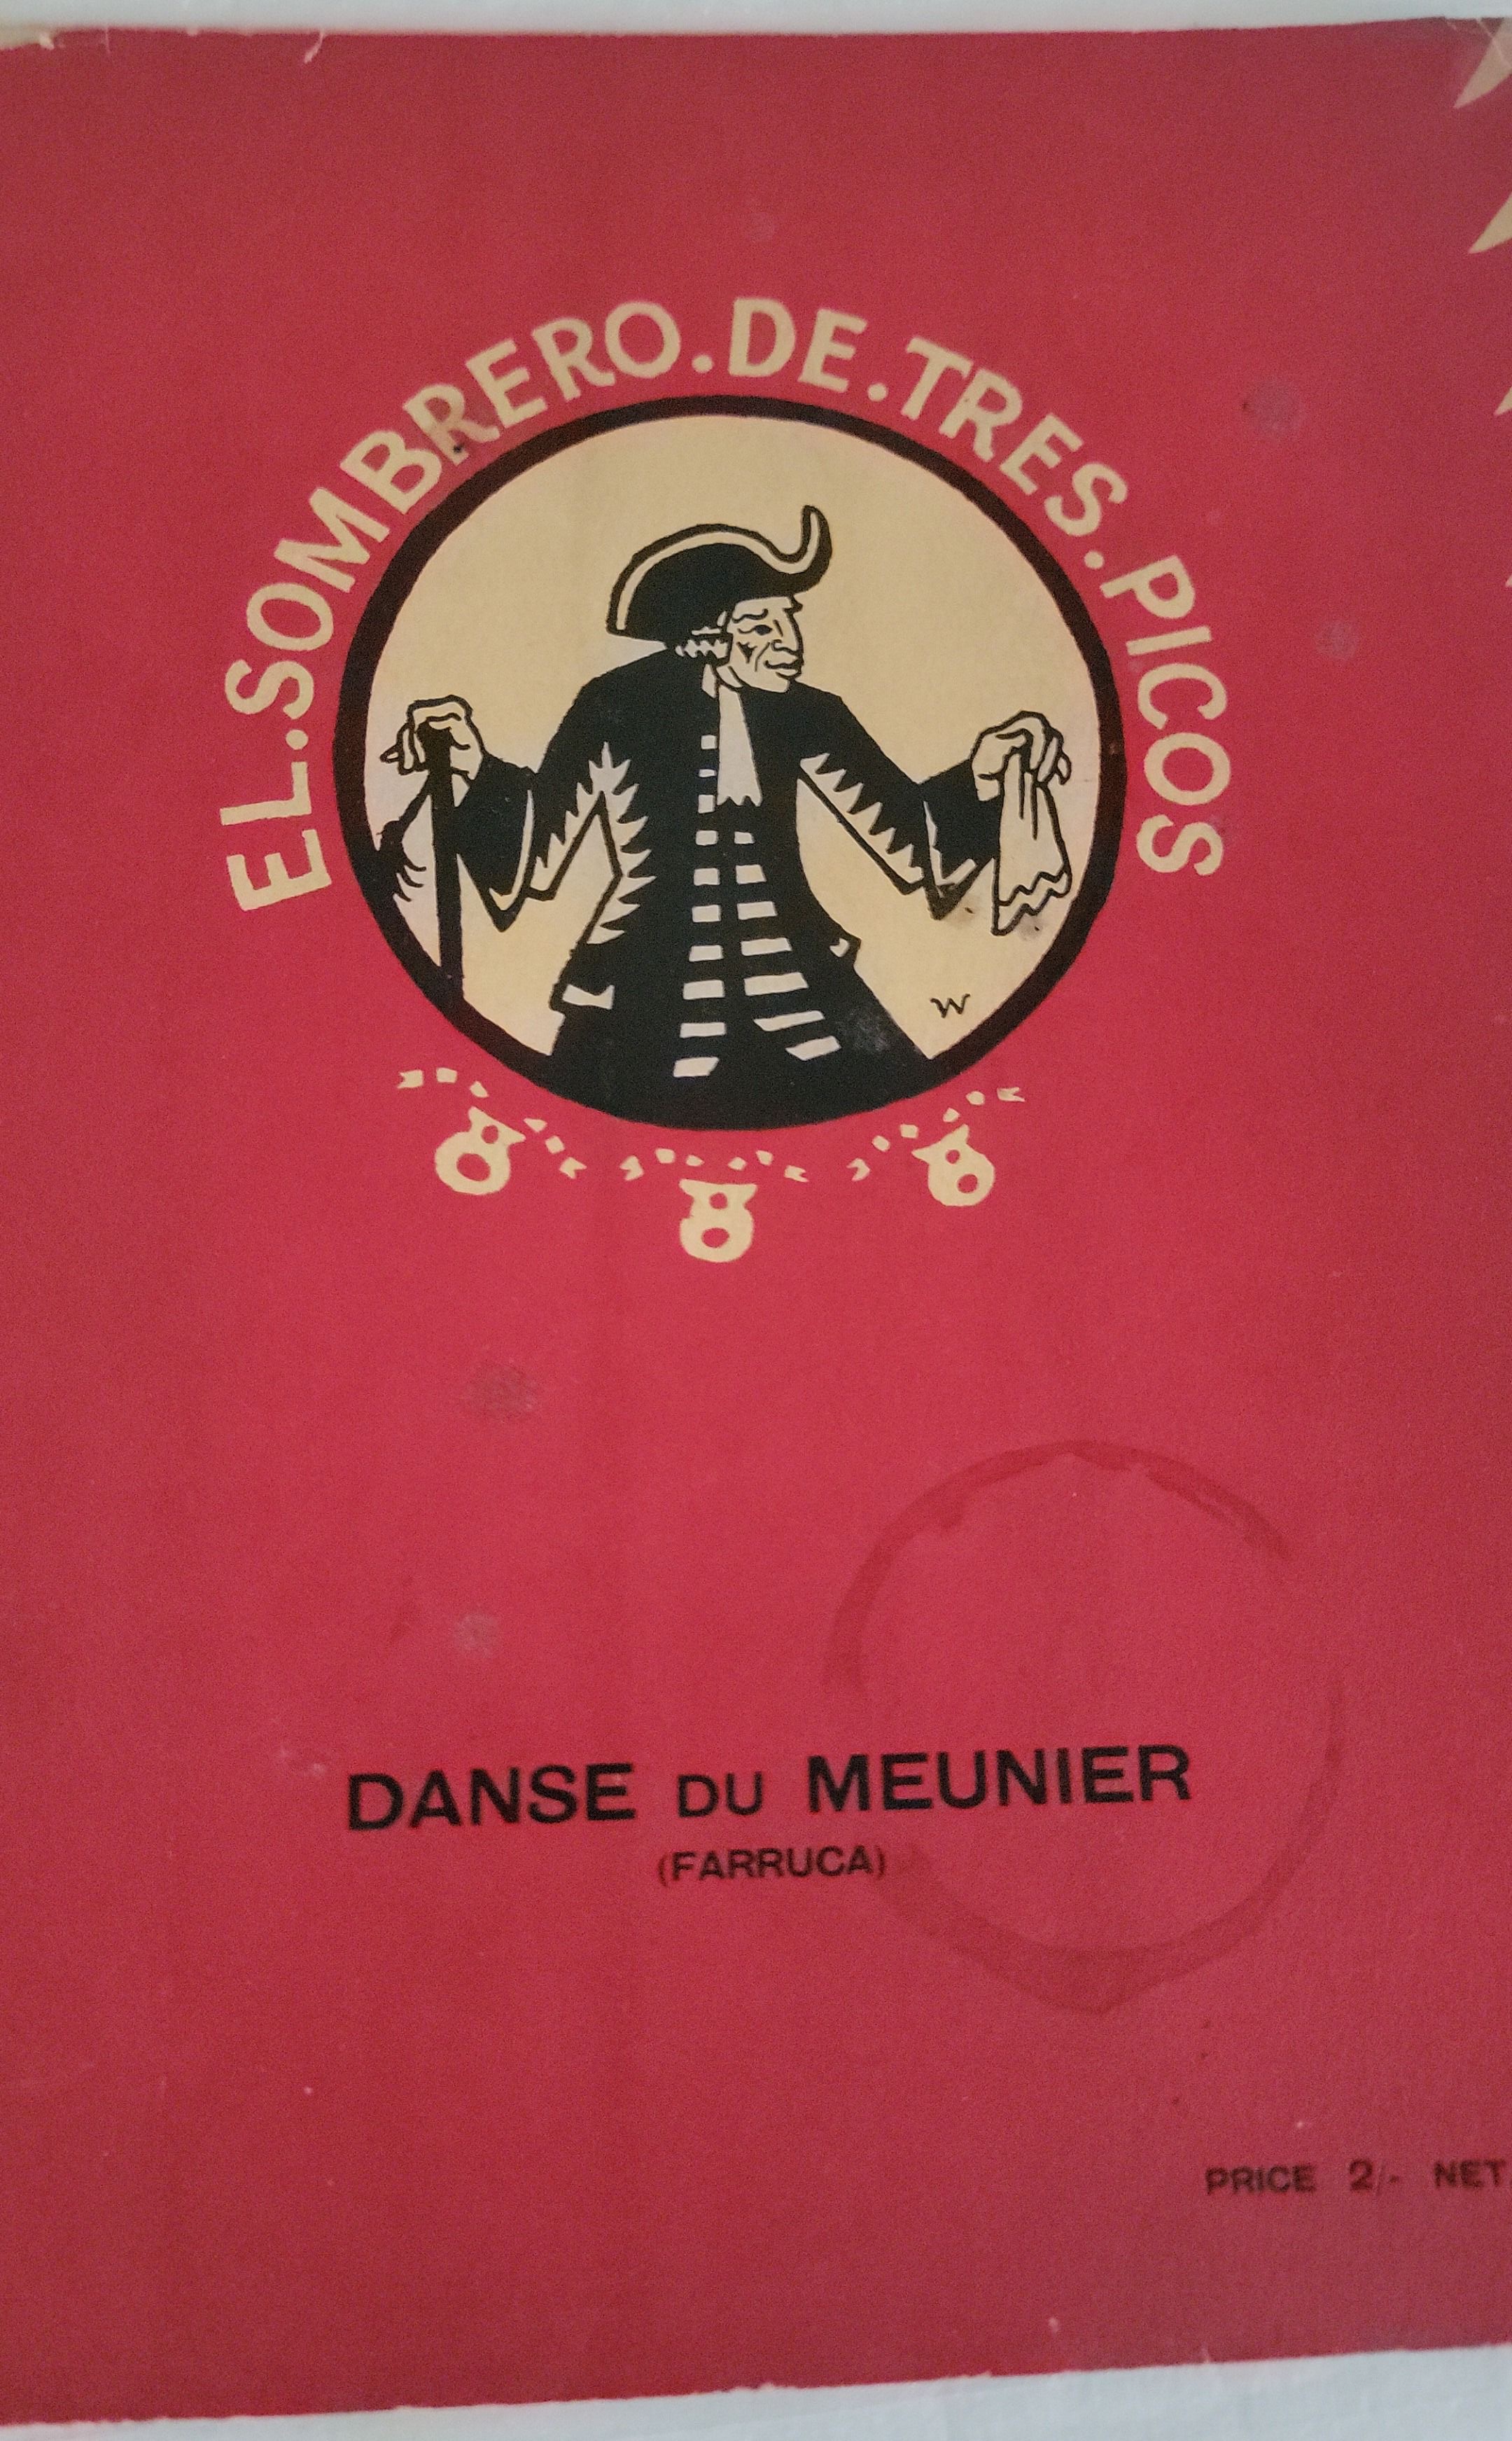 EL.SOMBRERO.DE.TRES.PICOS
W
DANSE DU MEUNIER
(FARRUCA)
PRICE 2/- NET.